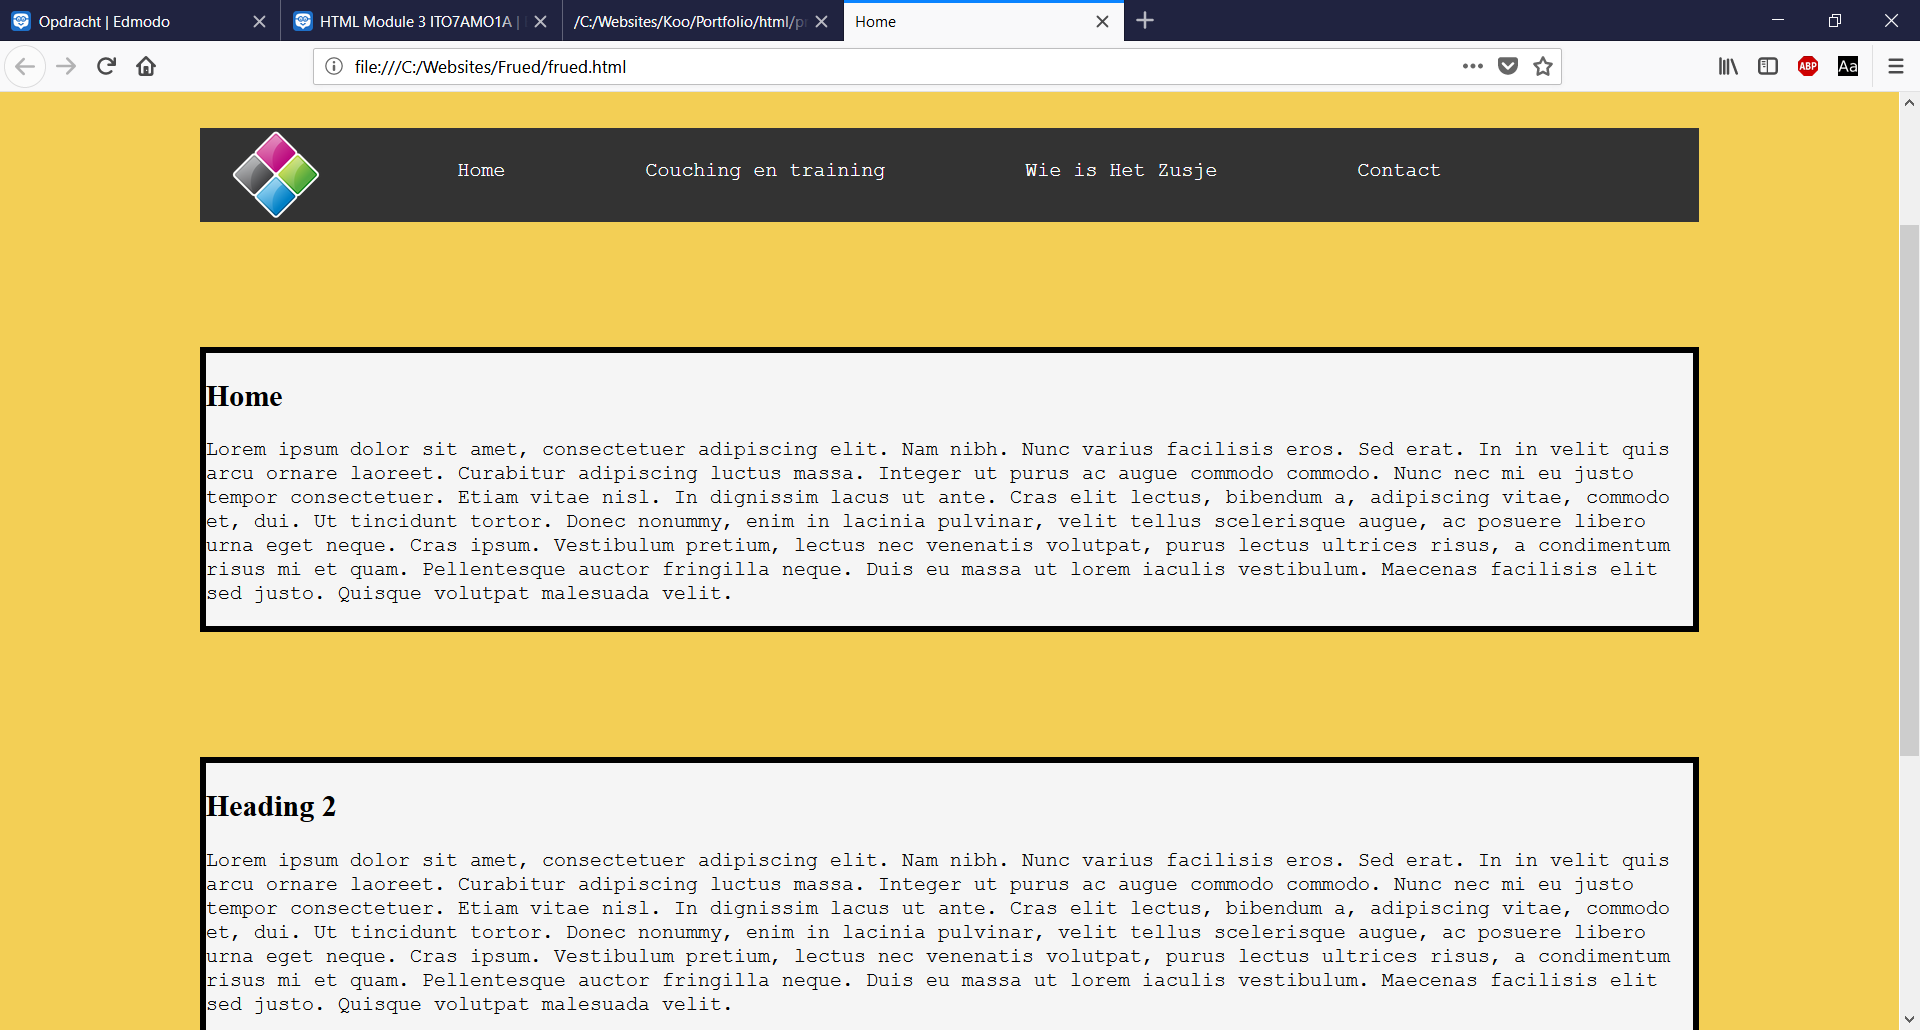 Opdracht | Edmodo
HTML Module 3 ITO7AMO1A |
/C:/Websites/Koo/Portfolio/html/pr
Home
file:///C:/Websites/Frued/frued.html
ABP
Aa
Home
Couching en training
Wie is Het Zusje
Contact
Home
Lorem ipsum dolor sit amet, consectetuer adipiscing elit. Nam nibh. Nunc varius facilisis eros. Sed erat. In in velit quis
arcu ornare laoreet. Curabitur adipiscing luctus massa. Integer ut purus ac augue commodo commodo. Nunc nec mi eu justo
tempor consectetuer. Etiam vitae nisl. In dignissim lacus ut ante. Cras elit lectus, bibendum a, adipiscing vitae, commodo
et, dui. Ut tincidunt tortor. Donec nonummy, enim in lacinia pulvinar, velit tellus scelerisque augue, ac posuere libero
urna eget neque. Cras ipsum. Vestibulum pretium, lectus nec venenatis volutpat, purus lectus ultrices risus, a condimentum
risus mi et quam. Pellentesque auctor fringilla neque. Duis eu massa ut lorem iaculis vestibulum. Maecenas facilisis elit
sed justo. Quisque volutpat malesuada velit.
Heading 2
Lorem ipsum dolor sit amet, consectetuer adipiscing elit. Nam nibh. Nunc varius facilisis eros. Sed erat. In in velit quis
arcu ornare laoreet. Curabitur adipiscing luctus massa. Integer ut purus ac augue commodo commodo. Nunc nec mi eu justo
tempor consectetuer. Etiam vitae nisl. In dignissim lacus ut ante. Cras elit lectus, bibendum a, adipiscing vitae, commodo
et, dui. Ut tincidunt tortor. Donec nonummy, enim in lacinia pulvinar, velit tellus scelerisque augue, ac posuere libero
urna eget neque. Cras ipsum. Vestibulum pretium, lectus nec venenatis volutpat, purus lectus ultrices risus, a condimentum
risus mi et quam. Pellentesque auctor fringilla neque. Duis eu massa ut lorem iaculis vestibulum. Maecenas facilisis elit
sed justo. Quisque volutpat malesuada velit.